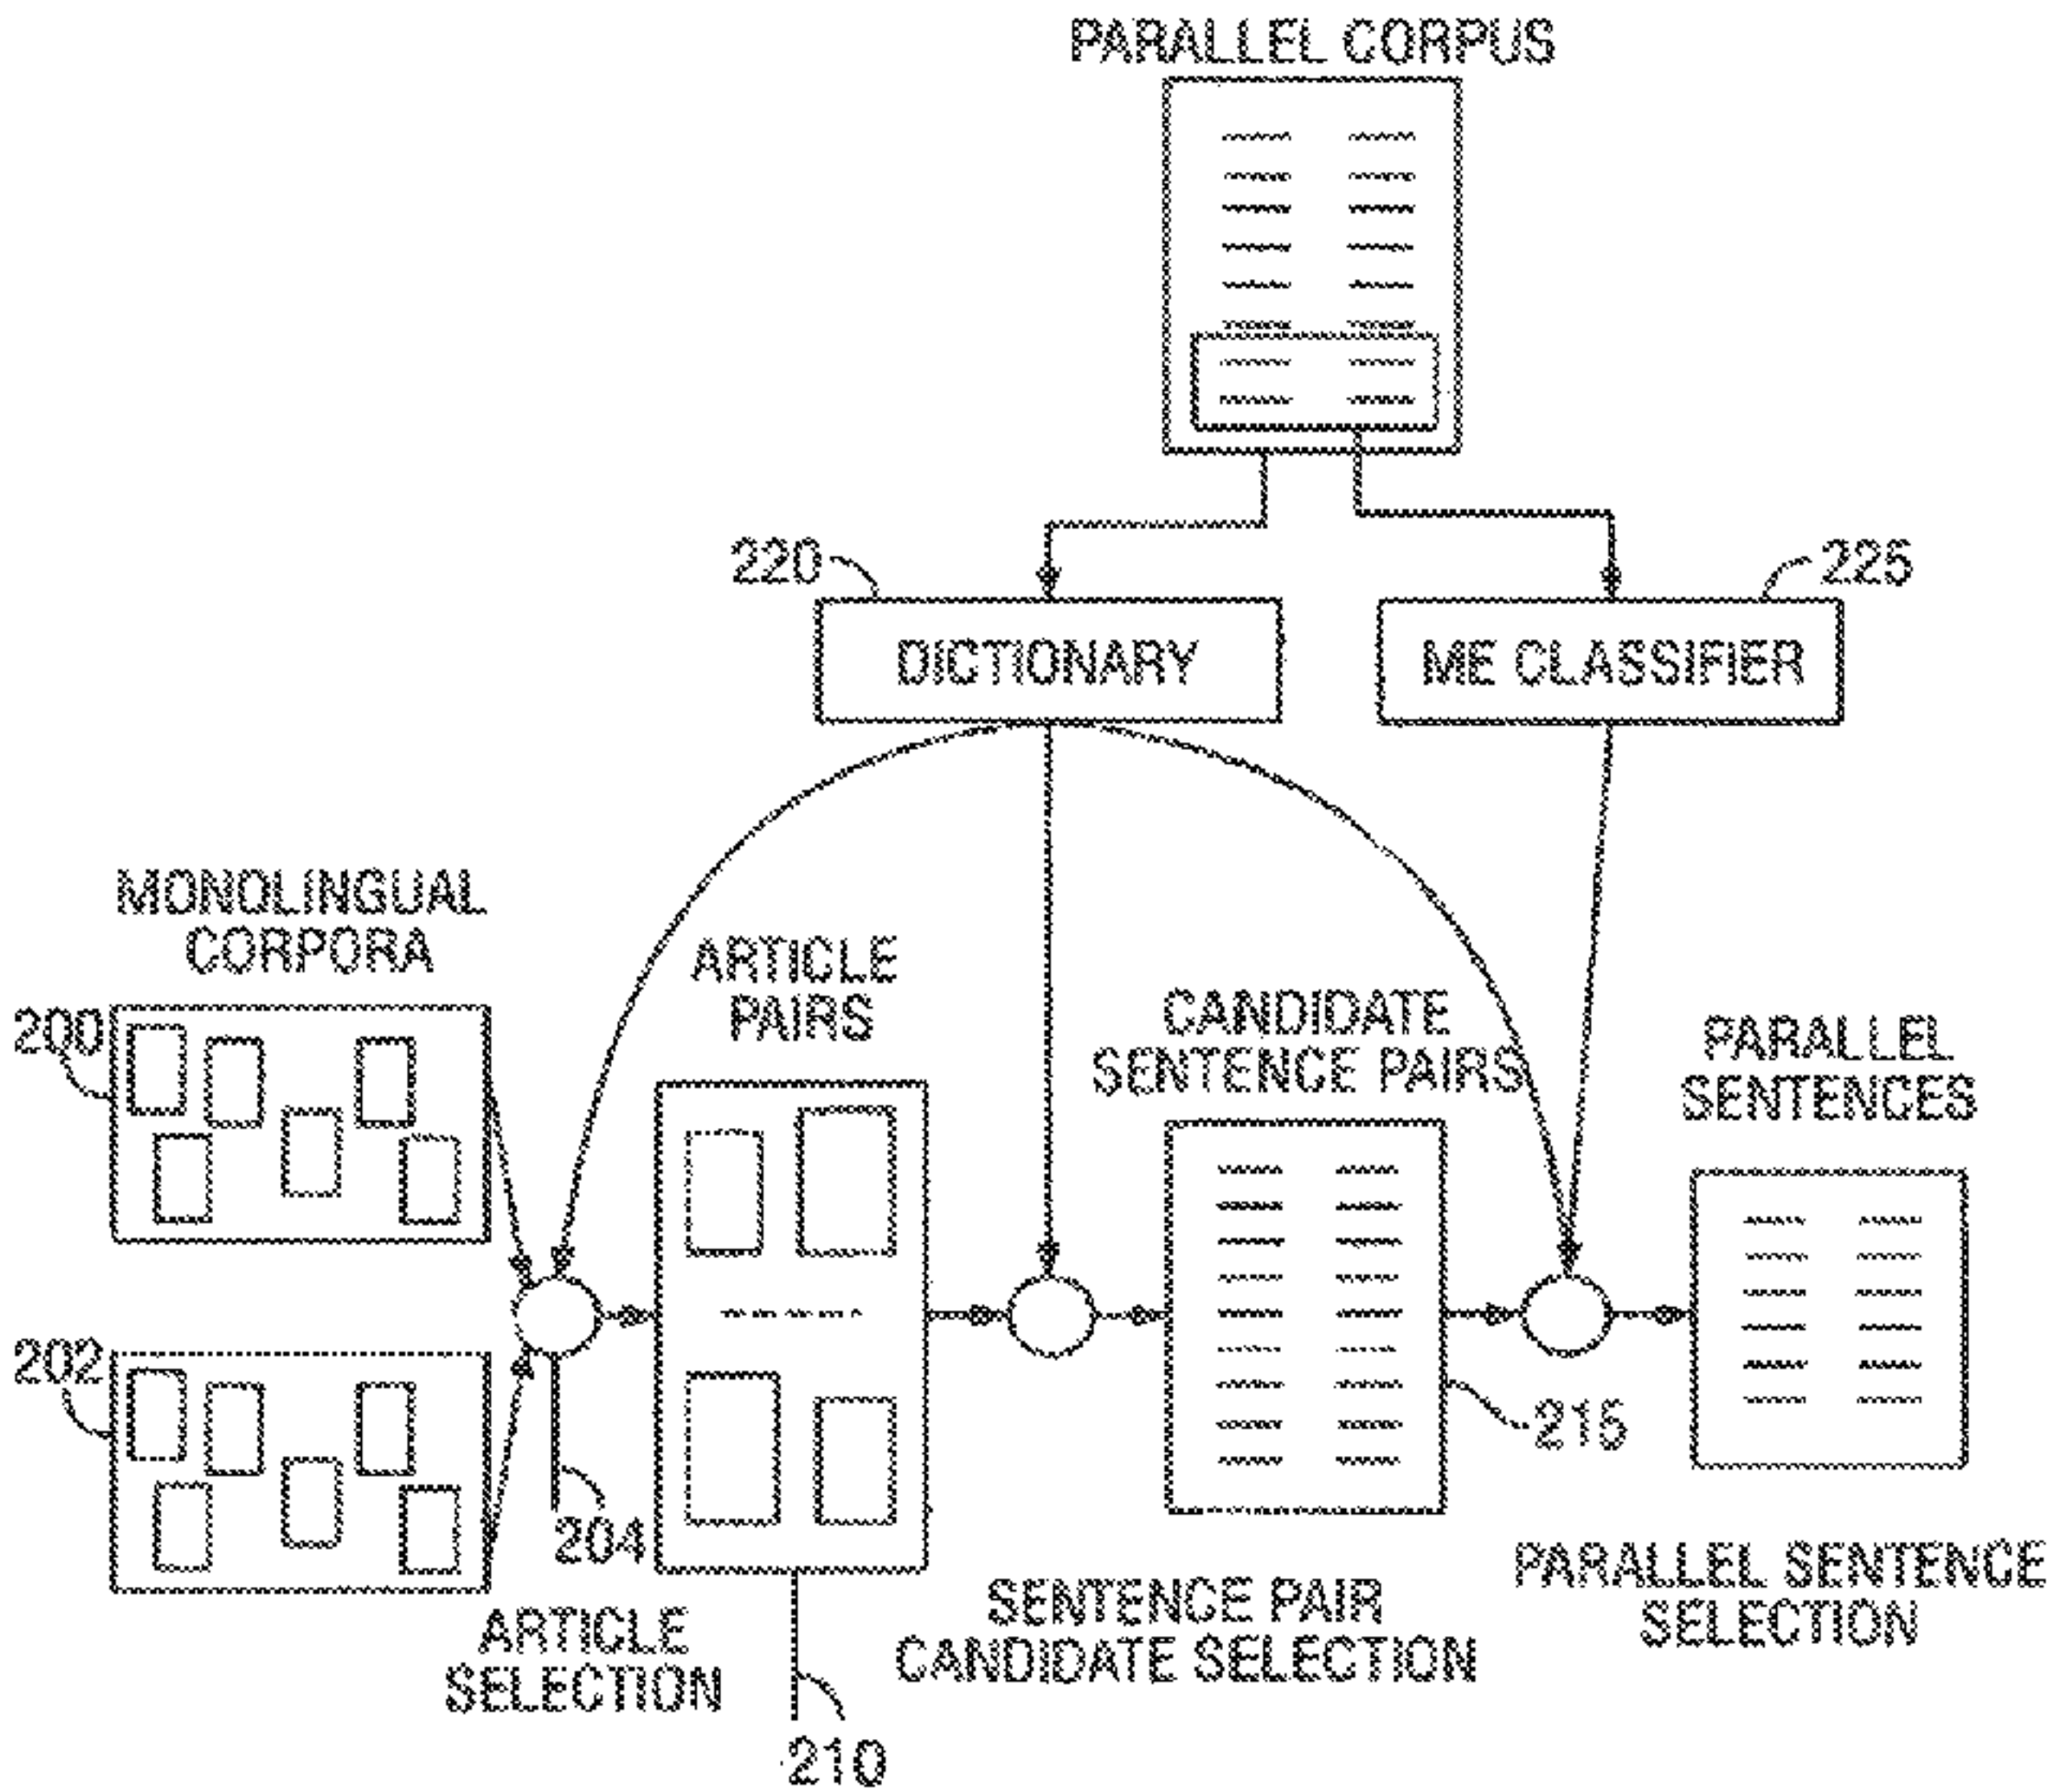 PARALLEL CORPUS
220
225
DICTIONARY
ME CLASSIFIER
MONOLINGUAL
CORPORA
ARTICLE
PAIRS
CANDIDATE
SENTENCE PAIRS
PARALLEL
SENTENCES
200
202
204
215
ARTICLE
SELECTION
SENTENCE PAIR
CANDIDATE SELECTION
PARALLEL SENTENCE
SELECTION
210